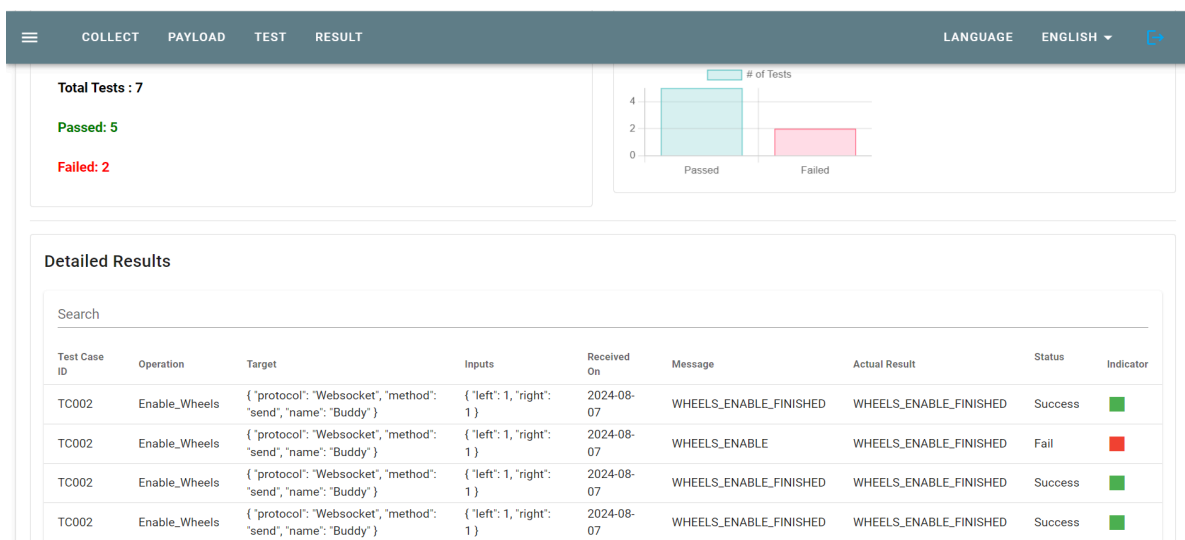 COLLECT PAYLOAD TEST RESULT LANGUAGE ENGLISH
Total Tests : 7
Passed: 5
Failed: 2
# of Tests
4
2
0
Passed Failed
Detailed Results
Search
Test Case ID Operation Target Inputs Received On Message Actual Result Status Indicator
TC002 Enable_Wheels { "protocol": "Websocket", "method": { "left": 1, "right": 2024-08- WHEELS_ENABLE_FINISHED WHEELS_ENABLE_FINISHED Success
"send", "name": "Buddy" } 1 } 07
TC002 Enable_Wheels { "protocol": "Websocket", "method": { "left": 1, "right": 2024-08- WHEELS_ENABLE WHEELS_ENABLE_FINISHED Fail
"send", "name": "Buddy" } 1 } 07
TC002 Enable_Wheels { "protocol": "Websocket", "method": { "left": 1, "right": 2024-08- WHEELS_ENABLE_FINISHED WHEELS_ENABLE_FINISHED Success
"send", "name": "Buddy" } 1 } 07
TC002 Enable_Wheels { "protocol": "Websocket", "method": { "left": 1, "right": 2024-08- WHEELS_ENABLE_FINISHED WHEELS_ENABLE_FINISHED Success
"send", "name": "Buddy" } 1 } 07